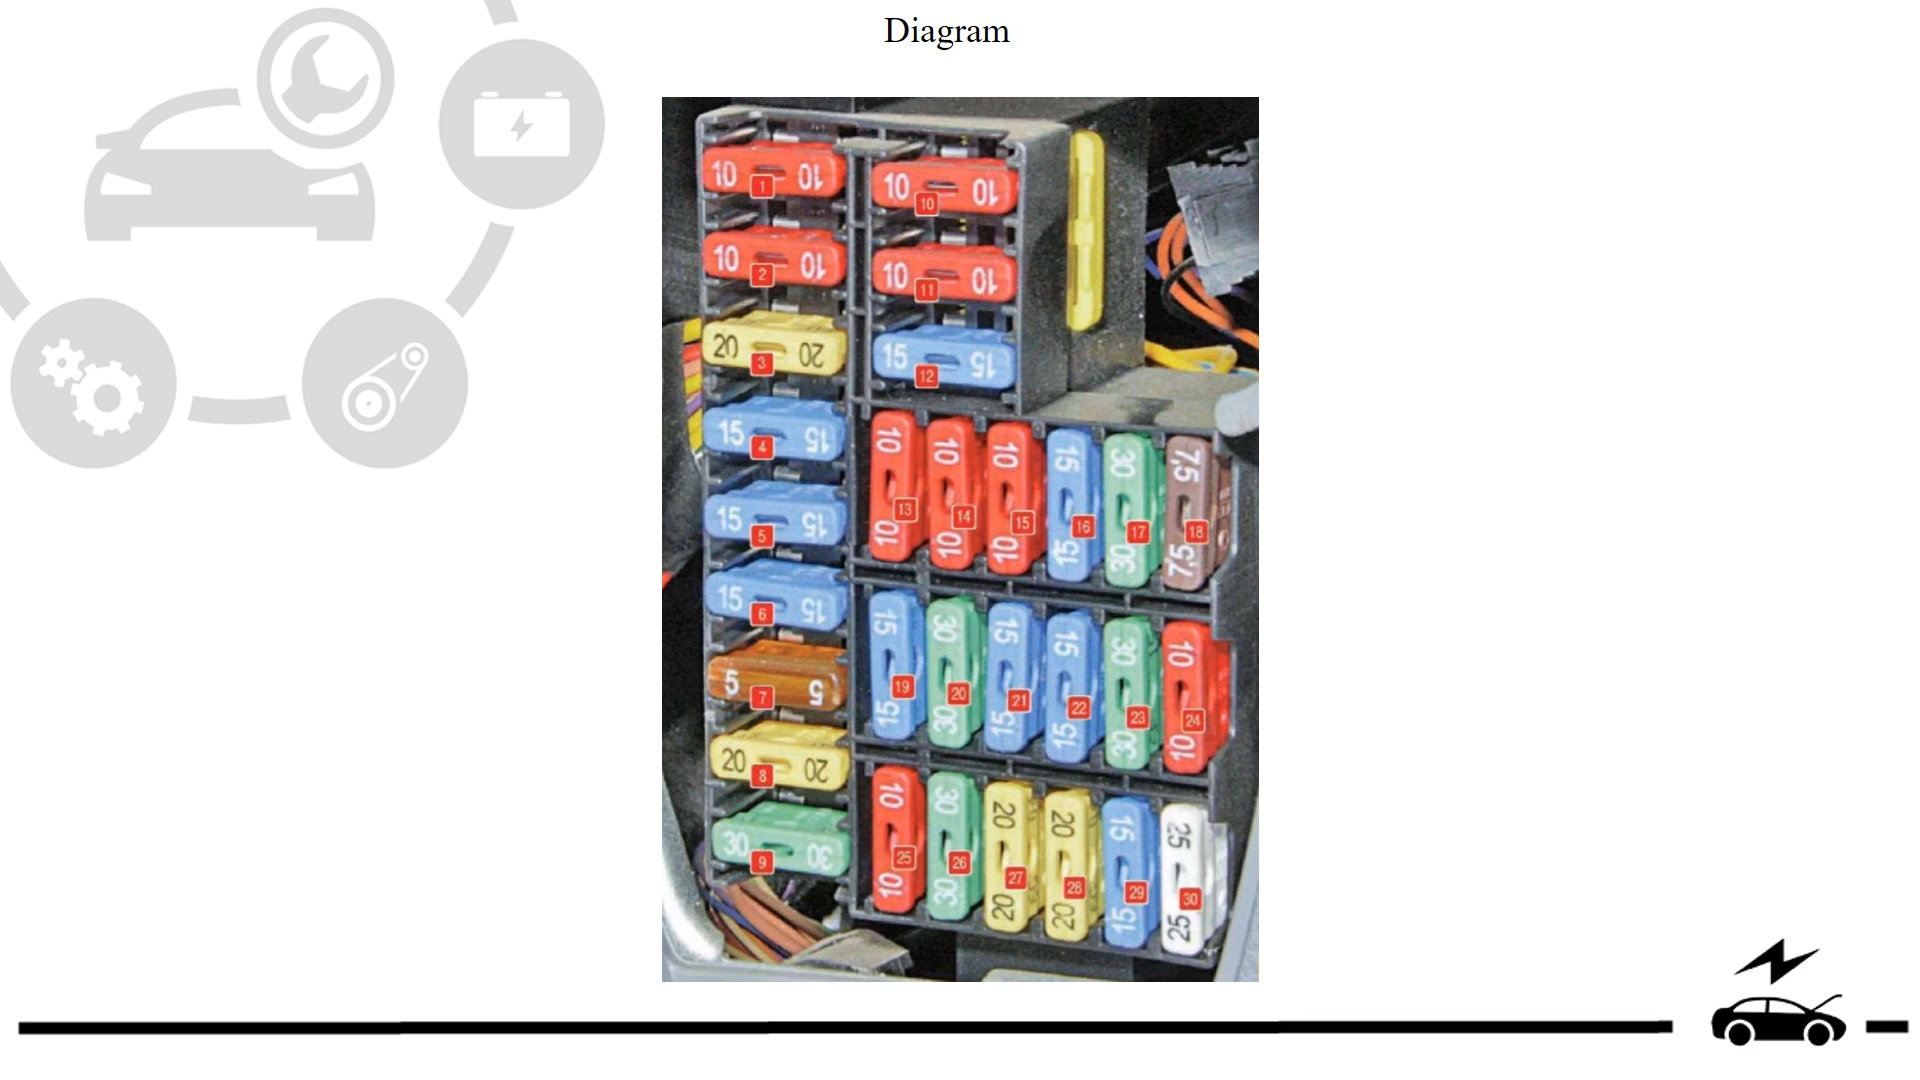 Diagram
10 1 10
10 2 10
20 3 20
15 4 15
15 5 15
15 6 15
5 7 5
20 8 20
30 9 30
10 10 10
10 11 10
15 12 15
10 13 10
10 14 10
10 15 10
15 16 15
30 17 30
7,5 18 7,5
15 19 15
30 20 30
15 21 15
15 22 15
30 23 30
10 24 10
10 25 10
30 26 30
20 27 20
20 28 20
15 29 15
25 30 25